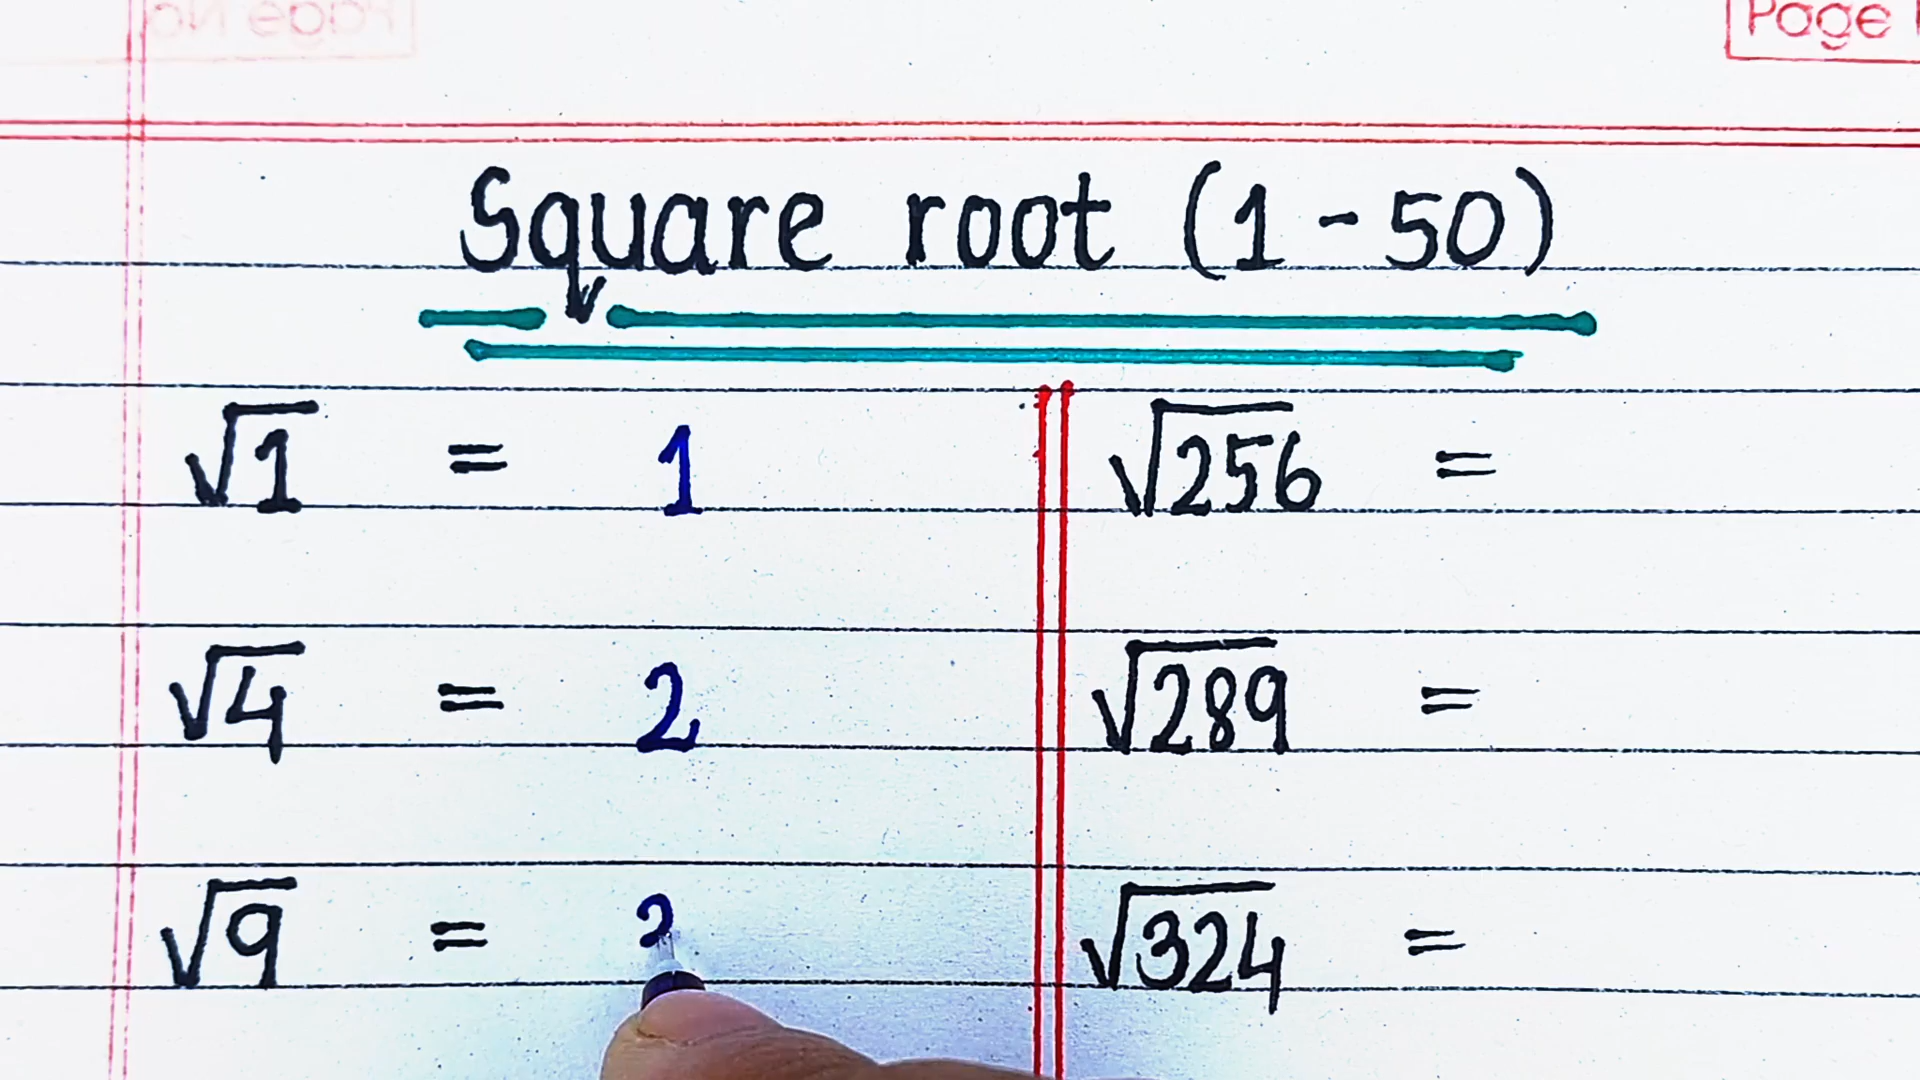 Page
Square root (1-50)
√1 = 1
√4 = 2
√9 =
√256 =
√289 =
√324 =